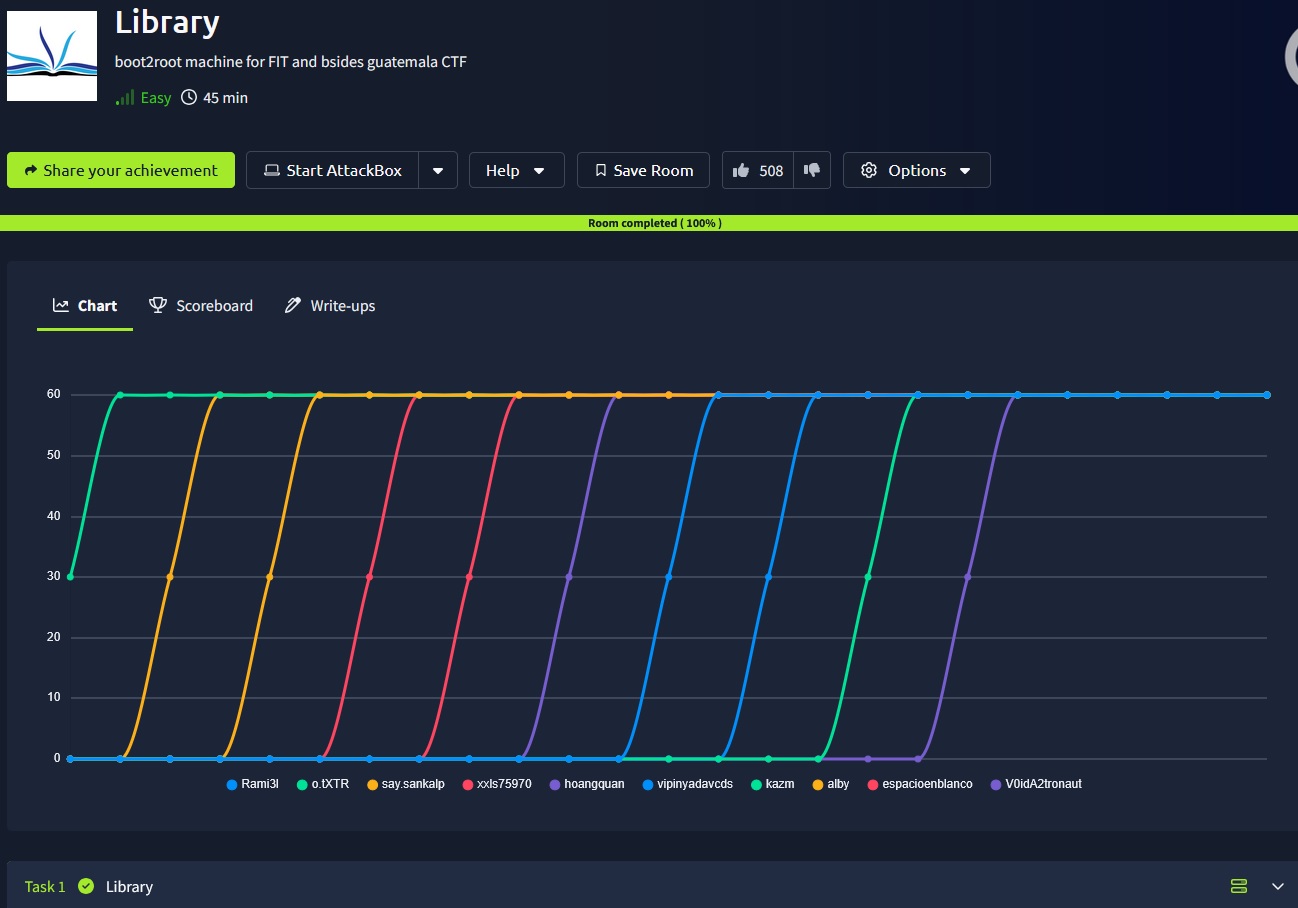 Library
boot2root machine for FIT and bsides guatemala CTF
Easy 45 min
Share your achievement Start AttackBox Help Save Room 508 Options
Room completed ( 100% )
Chart Scoreboard Write-ups
60
50
40
30
20
10
0
Rami3l o.tXTR say.sankalp xxls75970 hoangquan vipinyadavcds kazm alby espacioenblanco V0idA2tronaut
Task 1 Library